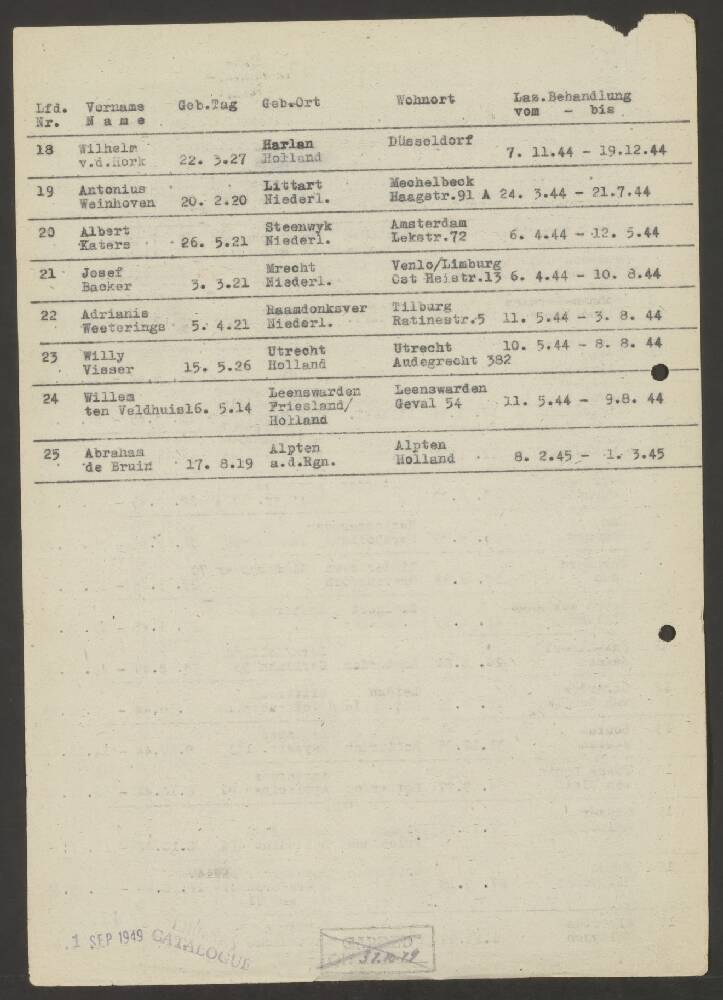 Lfd. Vorname Geb.Tag Geb.Ort Wohnort Laz.Behandlung
Nr. N a m e vom - bis
18 Wilhelm Harlan Düsseldorf
v.d.Hork 22. 3.27 Holland 7. 11.44 - 19.12.44
19 Antonius Littart Mechelbeck
Weinhoven 20. 2.20 Niederl. Haagstr.91 A 24. 3.44 - 21.7.44
20 Albert Steenwyk Amsterdam
Katers 26. 5.21 Niederl. Lekstr.72 6. 4.44 - 12. 5.44
21 Josef Mrecht Venlo/Limburg
Backer 3. 3.21 Niederl. Ost Heistr.13 6. 4.44 - 10. 8.44
22 Adrianis Raamdonksver Tilburg
Westerings 5. 4.21 Niederl. Ratinestr.5 11. 5.44 - 3. 8. 44
23 Willy Utrecht Utrecht 10. 5.44 - 8. 8. 44
Visser 15. 5.26 Holland Audegracht 382
24 Willem Leenswarden Leenswarden
ten Veldhuis16. 5.14 Friesland/ Geval 54 11. 5.44 - 9.8. 44
Holland
25 Abraham Alpten Alpten
de Bruin 17. 8.19 a.d.Rgn. Holland 8. 2.45 - 1. 3.45
1 SEP 1949 CATALOGUE
CARDED
31.10.49